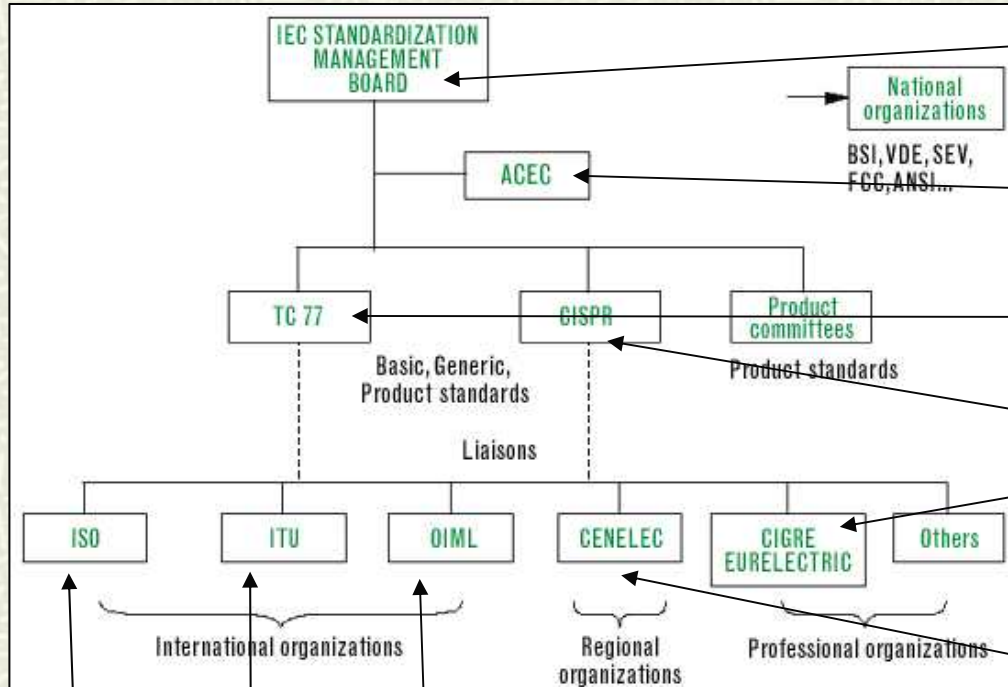 IEC STANDARDIZATION
MANAGEMENT
BOARD
National
organizations
BSI, VDE, SEV,
FCC, ANSI...
ACEC
TC 77
CISPR
Product
committees
Basic, Generic,
Product standards
Product standards
Liaisons
ISO
ITU
OIML
CENELEC
CIGRE
EURELECTRIC
Others
International organizations
Regional
organizations
Professional organizations